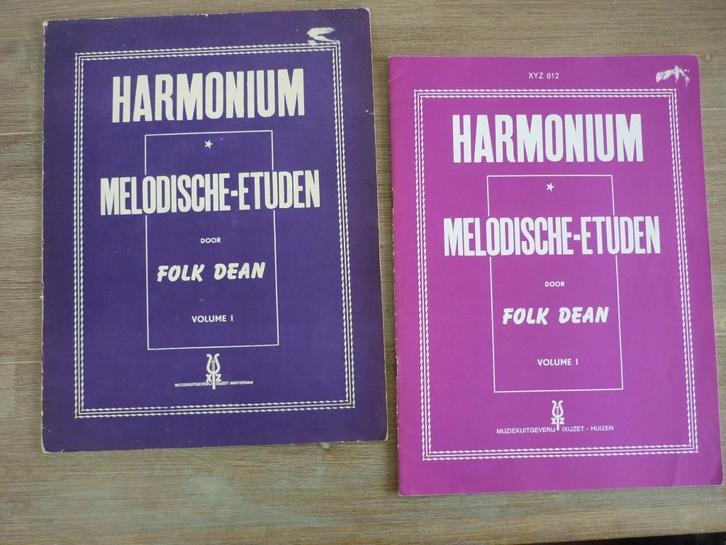 HARMONIUM
MELODISCHE-ETUDEN
DOOR
FOLK DEAN
VOLUME I
XYZ
MUZIEKUITGEVERIJ IXIJZET-AMSTERDAM
XYZ 812
HARMONIUM
MELODISCHE-ETUDEN
DOOR
FOLK DEAN
VOLUME I
XYZ
MUZIEKUITGEVERIJ IXIJZET - HUIZEN